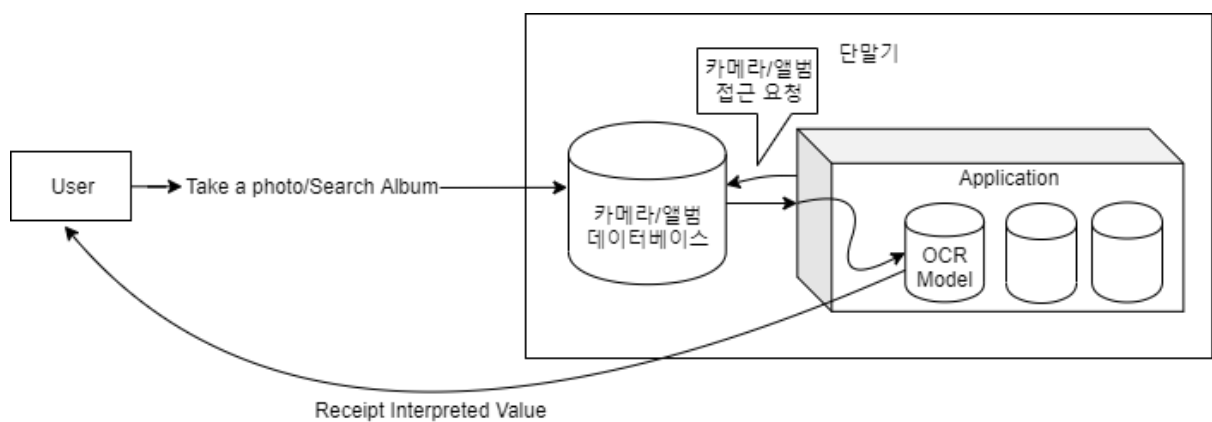 단말기
카메라/앨범
접근 요청
User
Take a photo/Search Album
카메라/앨범
데이터베이스
Application
OCR
Model
Receipt Interpreted Value